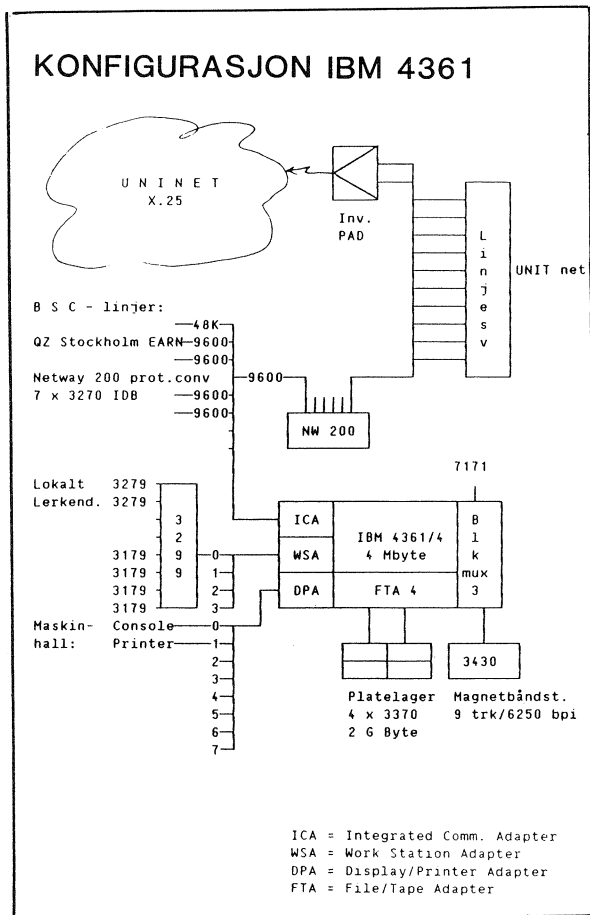 KONFIGURASJON IBM 4361
U N I N E T
X.25
Inv.
PAD
Linjesv
UNIT net
B S C - linjer:
48K
QZ Stockholm EARN 9600
9600
Netway 200 prot.conv 9600
7 x 3270 IDB 9600
9600
NW 200
7171
Lokalt 3279
Lerkend. 3279
3299
3179
3179
3179
3179
0
1
2
3
ICA
WSA
DPA
IBM 4361/4
4 Mbyte
FTA 4
Blk
mux
3
Maskin- Console 0
hall: Printer 1
2
3
4
5
6
7
3430
Platelager
4 x 3370
2 G Byte
Magnetbåndst.
9 trk/6250 bpi
ICA = Integrated Comm. Adapter
WSA = Work Station Adapter
DPA = Display/Printer Adapter
FTA = File/Tape Adapter